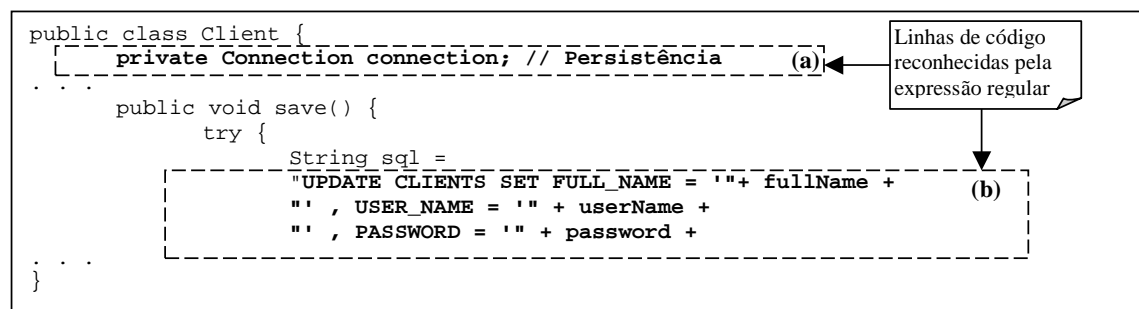 public class Client {
private Connection connection; // Persistência (a)
. . .
public void save() {
try {
String sql =
"UPDATE CLIENTS SET FULL_NAME = '"+ fullName +
"' , USER_NAME = '" + userName +
"' , PASSWORD = '" + password +
. . .
}
(b)
Linhas de código
reconhecidas pela
expressão regular